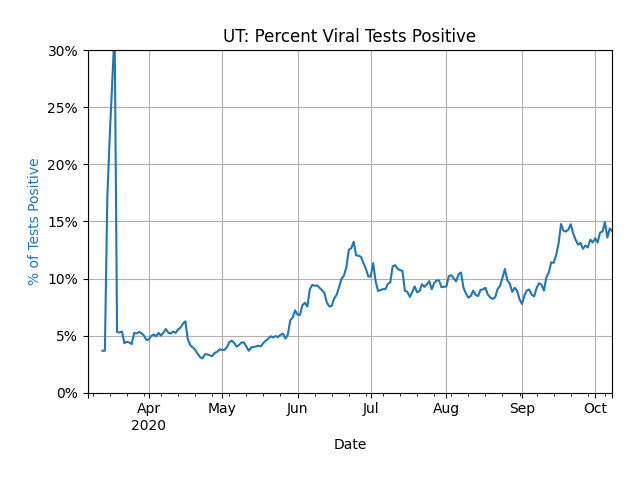 UT: Percent Viral Tests Positive
30%
25%
20%
15%
10%
5%
0%
% of Tests Positive
Apr
2020
May
Jun
Jul
Aug
Sep
Oct
Date